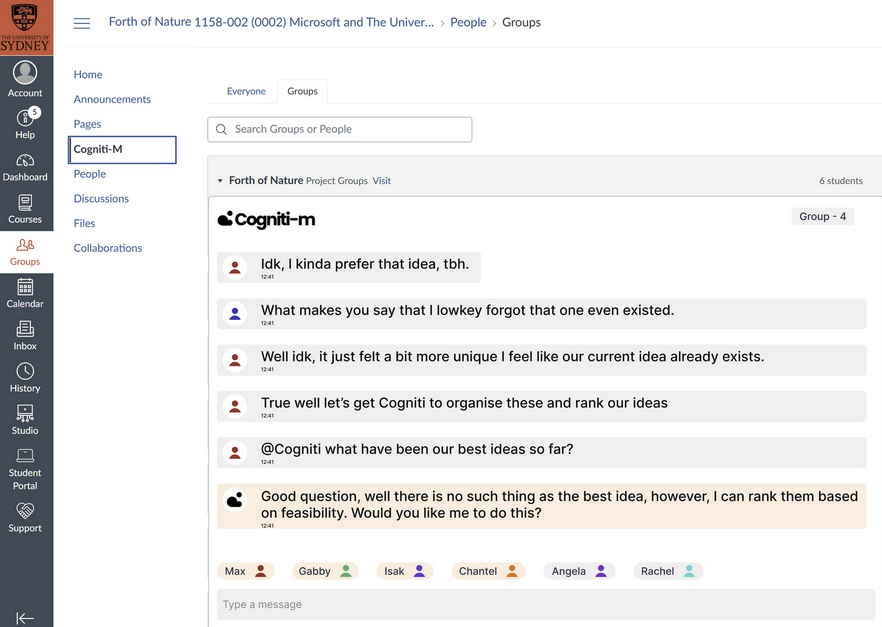 THE UNIVERSITY OF
SYDNEY
Forth of Nature 1158-002 (0002) Microsoft and The Univer... › People › Groups
Account
5
Help
Dashboard
Courses
Groups
Calendar
Inbox
History
Studio
Student
Portal
Support
Home
Announcements
Pages
Cogniti-M
People
Discussions
Files
Collaborations
Everyone Groups
Search Groups or People
Forth of Nature Project Groups Visit 6 students
Cogniti-m Group - 4
Idk, I kinda prefer that idea, tbh.
12:41
What makes you say that I lowkey forgot that one even existed.
12:41
Well idk, it just felt a bit more unique I feel like our current idea already exists.
12:41
True well let's get Cogniti to organise these and rank our ideas
12:41
@Cogniti what have been our best ideas so far?
12:41
Good question, well there is no such thing as the best idea, however, I can rank them based
on feasibility. Would you like me to do this?
12:41
Max Gabby Isak Chantel Angela Rachel
Type a message